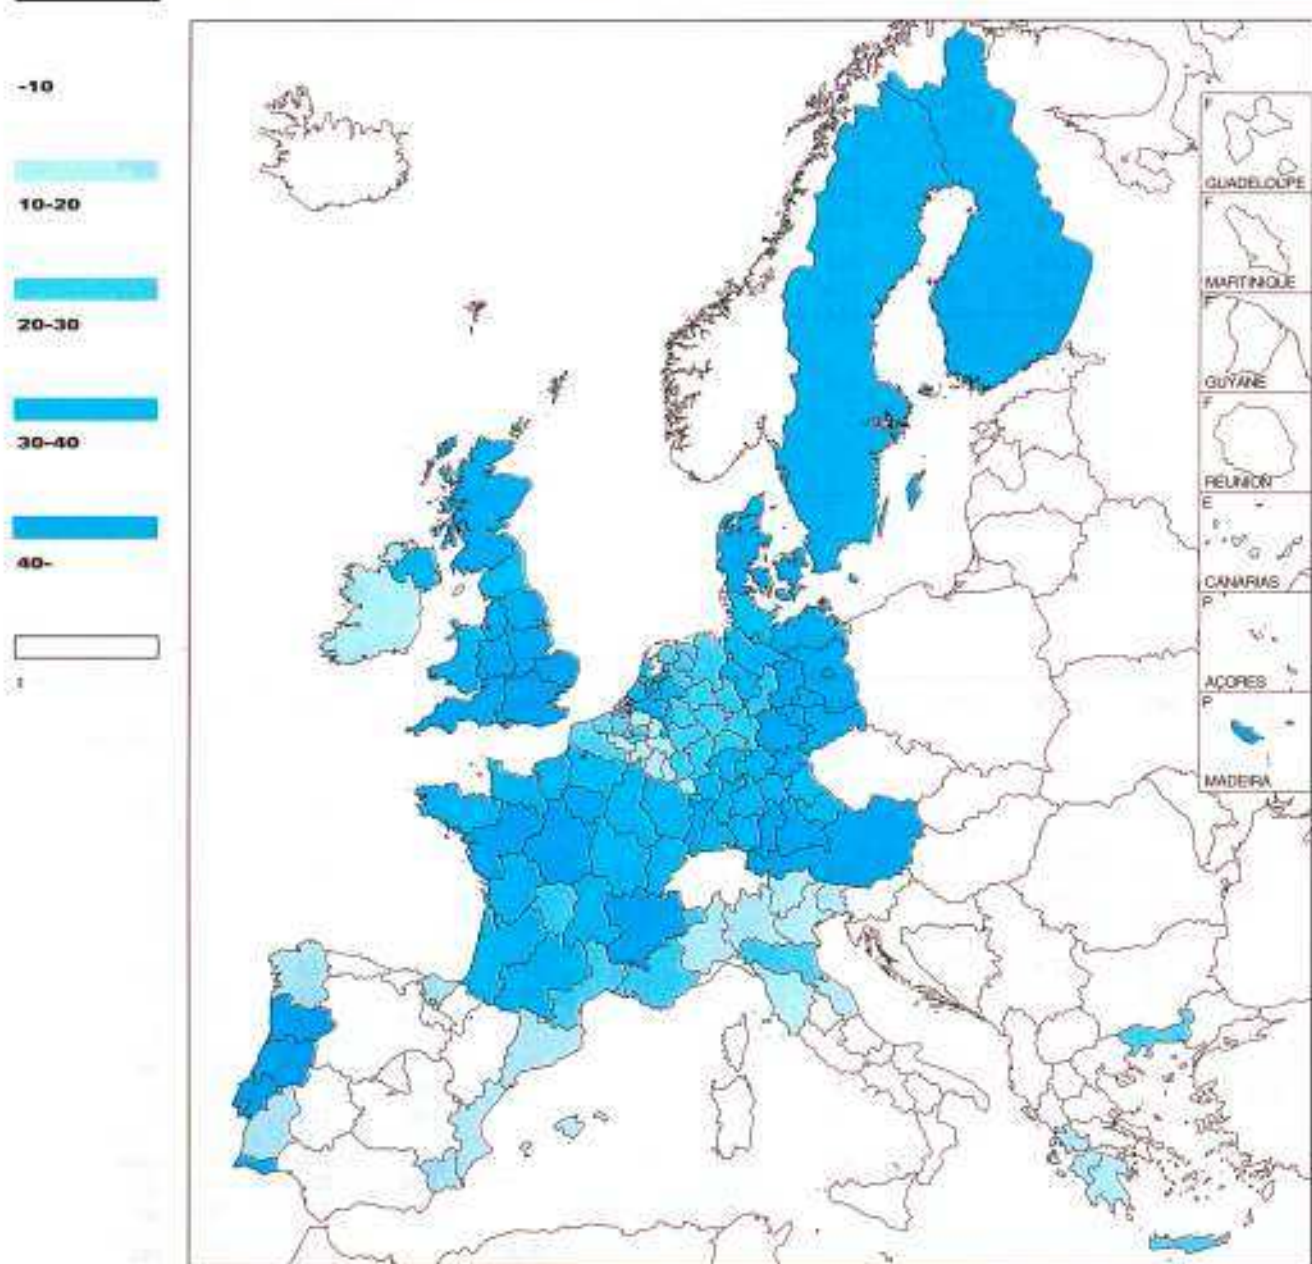 -10
10-20
20-30
30-40
40-
:
F
GUADELOUPE
F
MARTINIQUE
F
GUYANE
F
REUNION
E
CANARIAS
P
AÇORES
P
MADEIRA